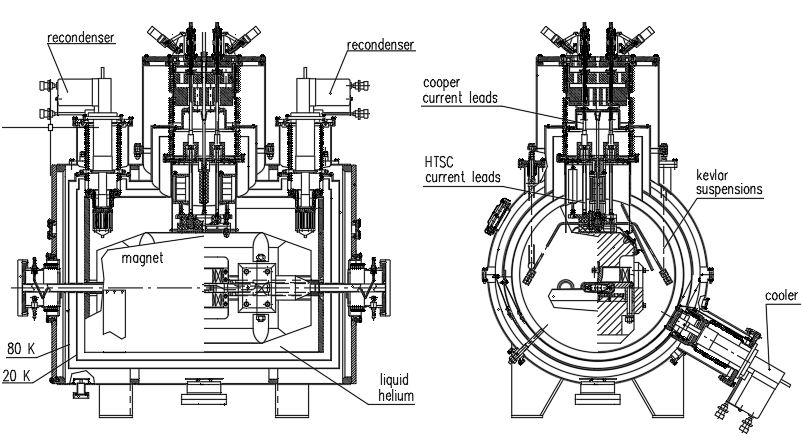 recondenser
recondenser
cooper
current leads
HTSC
current leads
kevlar
suspensions
magnet
cooler
80 K
20 K
liquid
helium